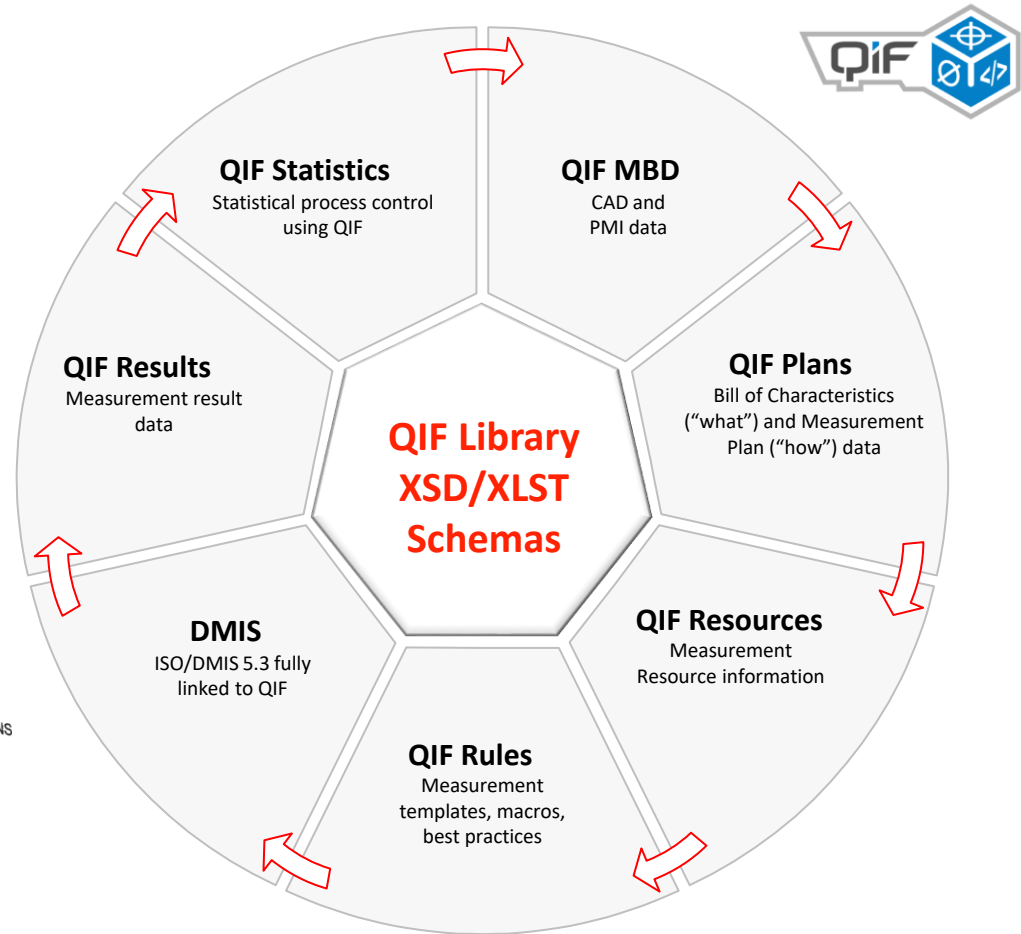 QiF
</>
QIF Statistics
Statistical process control
using QIF
QIF MBD
CAD and
PMI data
QIF Results
Measurement result
data
QIF Plans
Bill of Characteristics
(“what”) and Measurement
Plan (“how”) data
QIF Library
XSD/XLST
Schemas
DMIS
ISO/DMIS 5.3 fully
linked to QIF
QIF Resources
Measurement
Resource information
QIF Rules
Measurement
templates, macros,
best practices